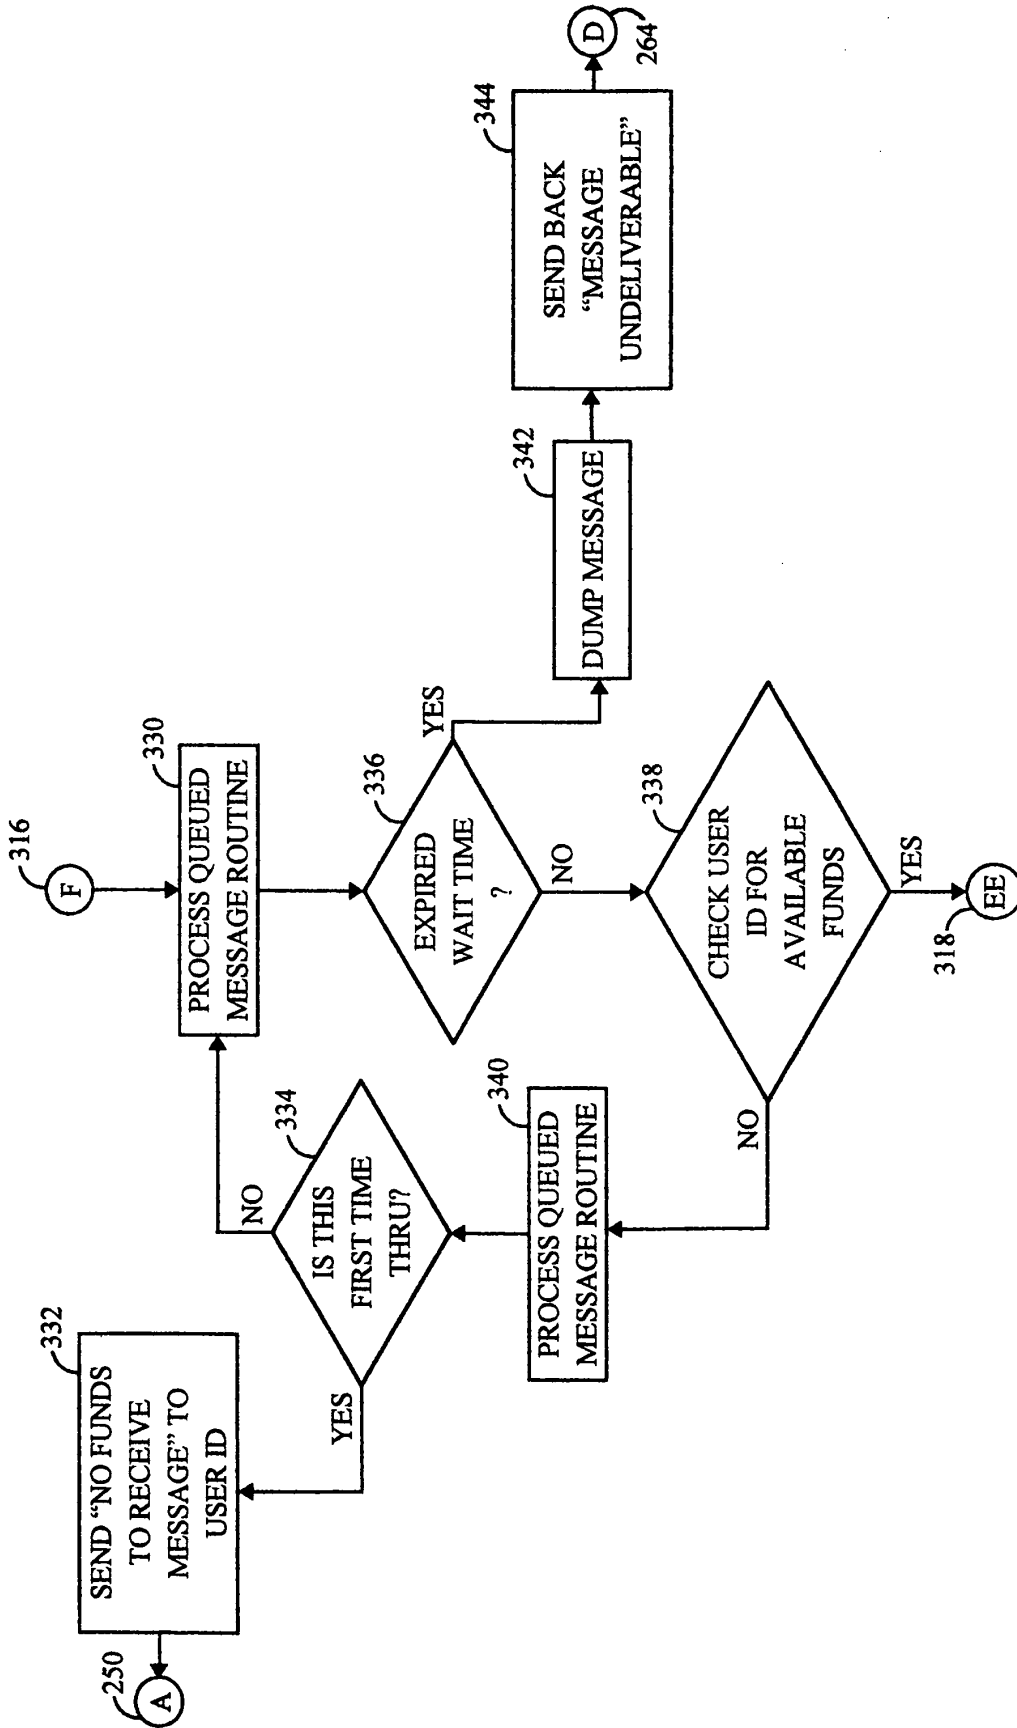 316
F
330
PROCESS QUEUED
MESSAGE ROUTINE
332
SEND “NO FUNDS
TO RECEIVE
MESSAGE” TO
USER ID
250
A
334
IS THIS
FIRST TIME
THRU?
NO
YES
336
EXPIRED
WAIT TIME
?
YES
NO
340
PROCESS QUEUED
MESSAGE ROUTINE
338
CHECK USER
ID FOR
AVAILABLE
FUNDS
NO
YES
318
EE
342
DUMP MESSAGE
344
SEND BACK
“MESSAGE
UNDELIVERABLE”
D
264